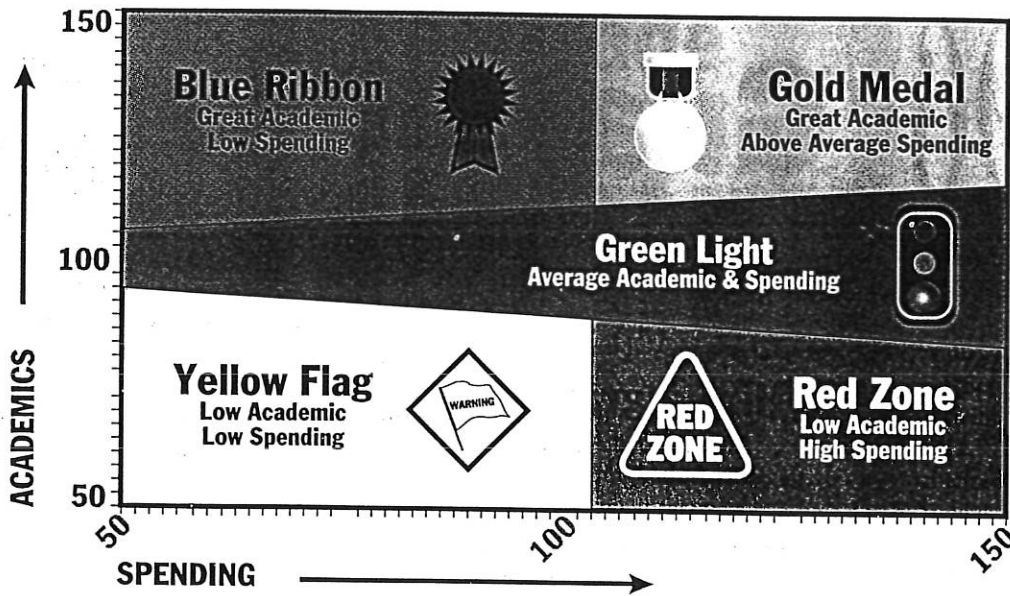 150
Blue Ribbon
Great Academic
Low Spending
Gold Medal
Great Academic
Above Average Spending
100
Green Light
Average Academic & Spending
Yellow Flag
Low Academic
Low Spending
WARNING
RED
ZONE
Red Zone
Low Academic
High Spending
50
ACADEMICS
50
100
150
SPENDING